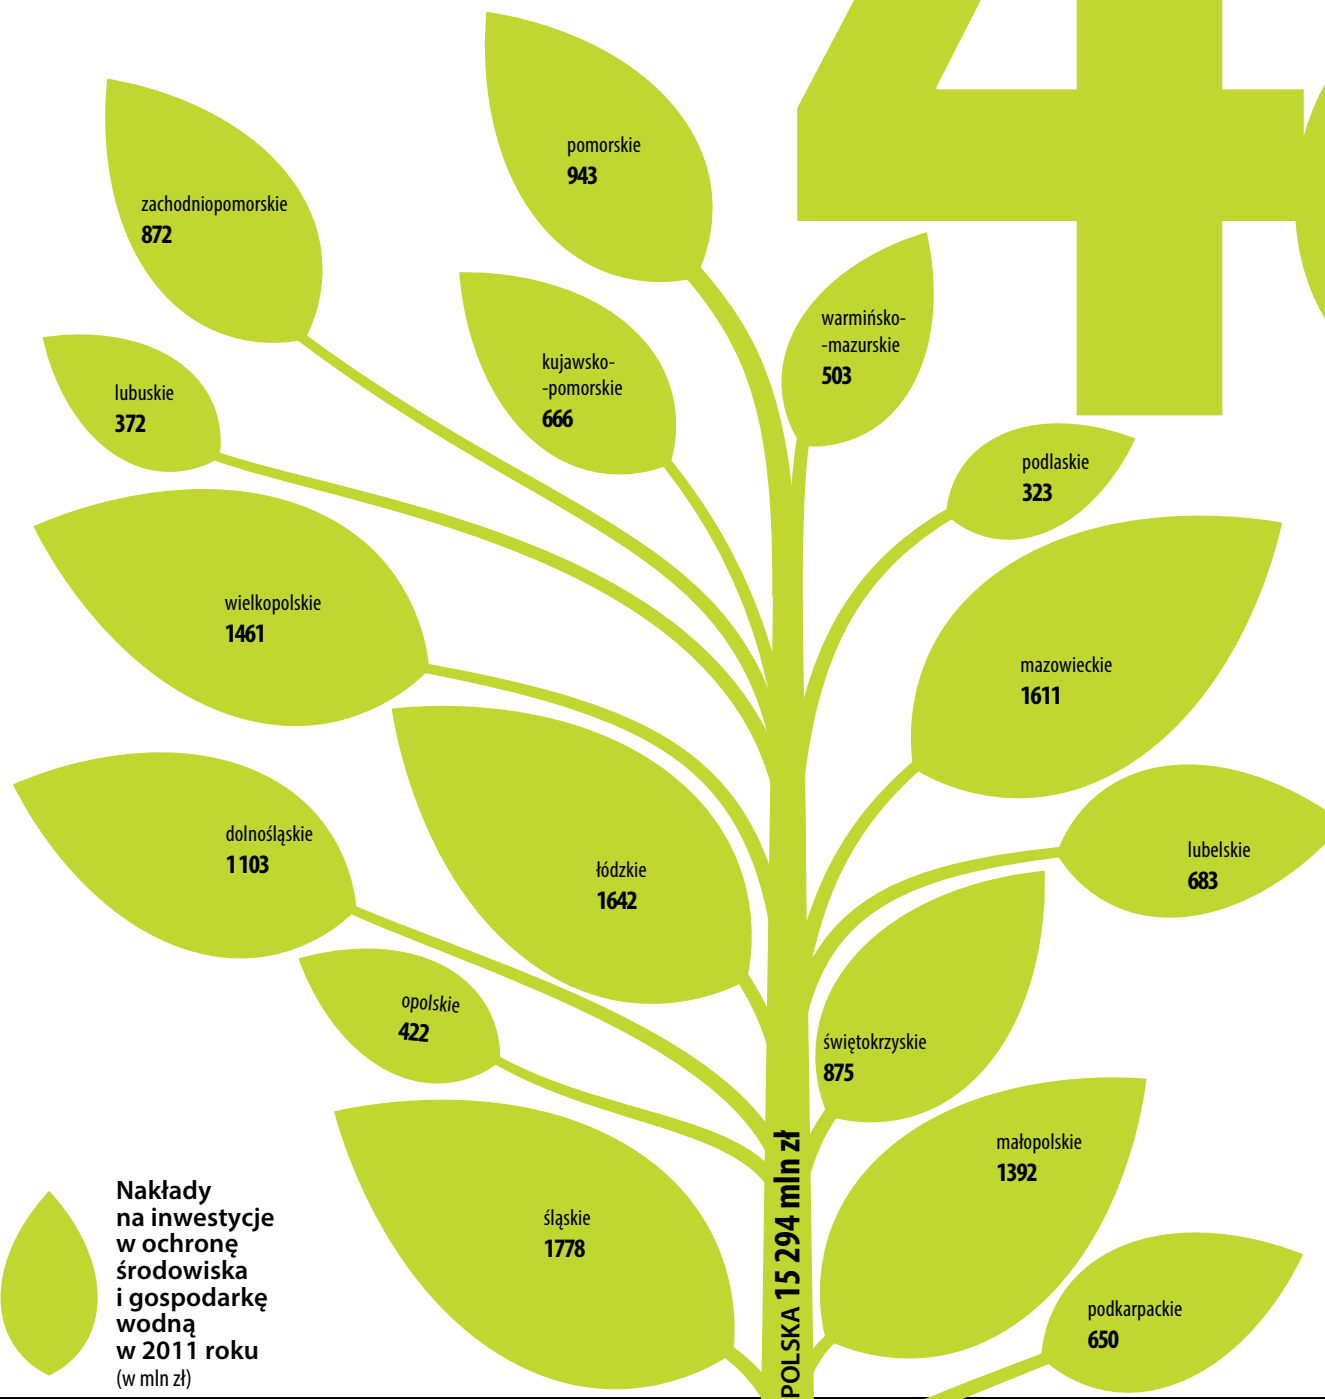 4
pomorskie
943
zachodniopomorskie
872
warmińsko-
-mazurskie
503
kujawsko-
-pomorskie
666
lubuskie
372
podlaskie
323
wielkopolskie
1461
mazowieckie
1611
dolnośląskie
1103
łódzkie
1642
lubelskie
683
opolskie
422
świętokrzyskie
875
małopolskie
1392
śląskie
1778
podkarpackie
650
POLSKA 15 294 mln zł
Nakłady
na inwestycje
w ochronę
środowiska
i gospodarkę
wodną
w 2011 roku
(w mln zł)